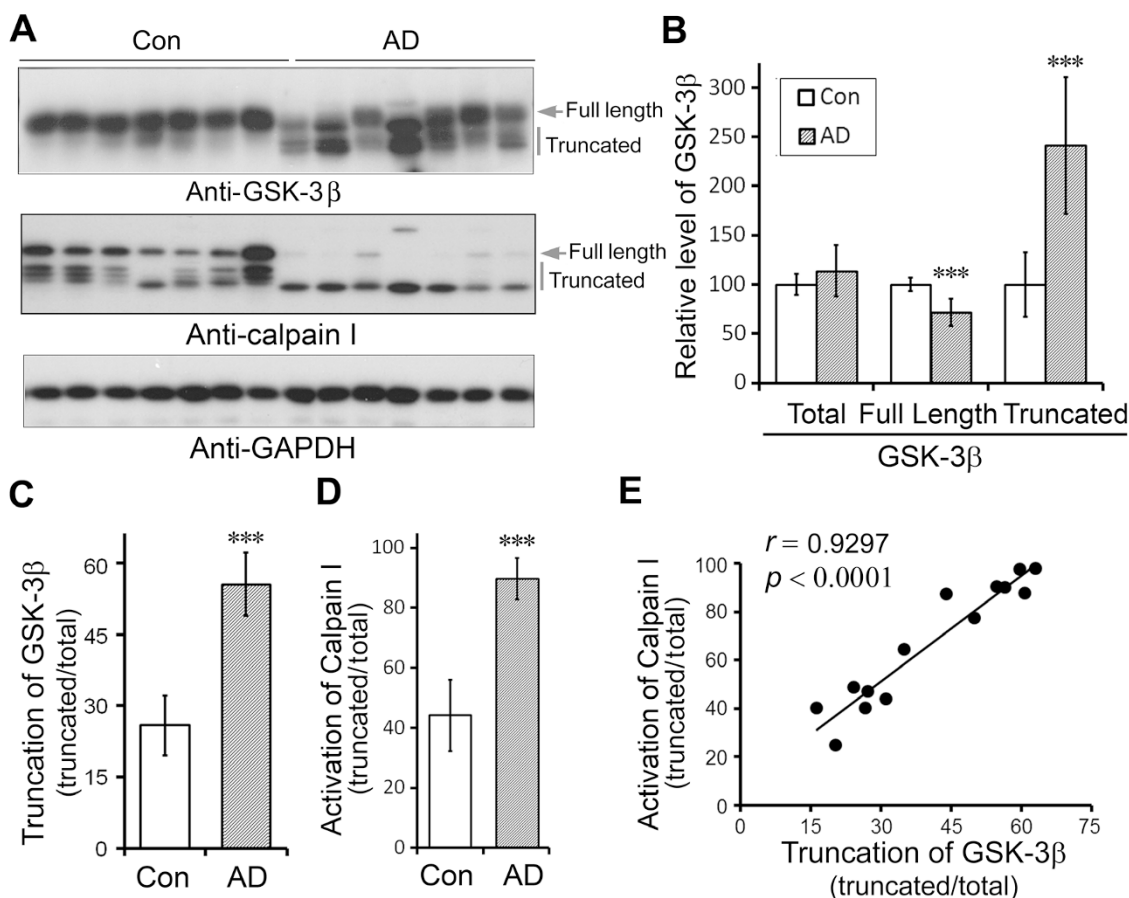 A
Con
AD
Full length
Truncated
Anti-GSK-3β
Full length
Truncated
Anti-calpain I
Anti-GAPDH
B
Relative level of GSK-3β
300
250
200
150
100
50
0
Con
AD
***
***
Total
Full Length
Truncated
GSK-3β
C
Truncation of GSK-3β
(truncated/total)
60
45
30
15
0
***
Con
AD
D
Activation of Calpain I
(truncated/total)
100
80
60
40
20
0
***
Con
AD
E
r = 0.9297
p < 0.0001
Activation of Calpain I
(truncated/total)
100
80
60
40
20
0
0
15
30
45
60
75
Truncation of GSK-3β
(truncated/total)